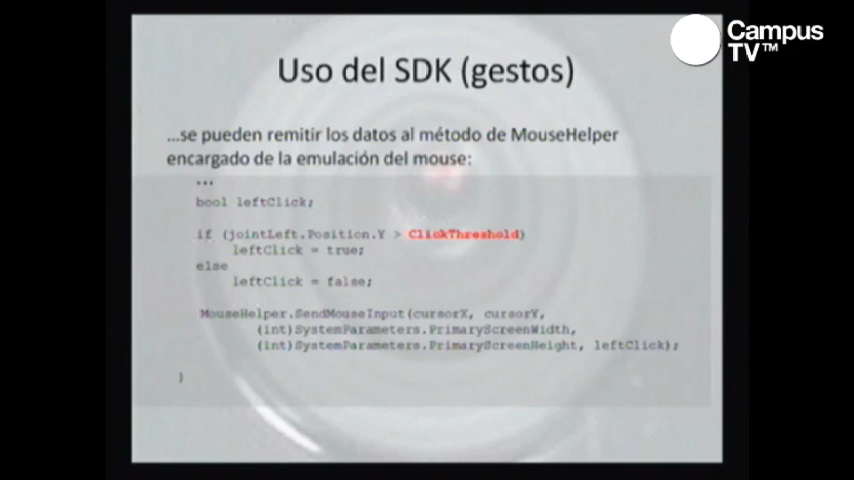 Campus
TV™
Uso del SDK (gestos)
...se pueden remitir los datos al método de MouseHelper
encargado de la emulación del mouse:
...
bool leftClick;
if (jointLeft.Position.Y > ClickThreshold)
leftClick = true;
else
leftClick = false;
MouseHelper.SendMouseInput(cursorX, cursorY,
(int)SystemParameters.PrimaryScreenWidth,
(int)SystemParameters.PrimaryScreenHeight, leftClick);
}